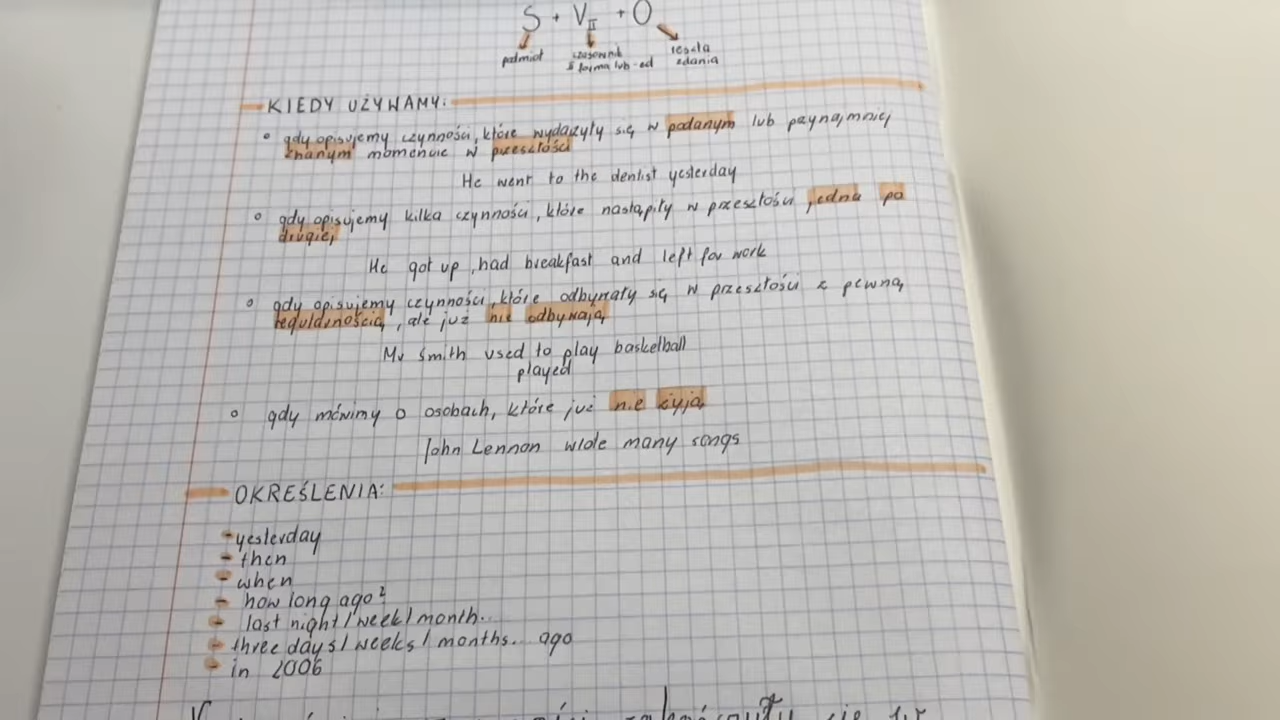 S + V II + O
podmiot czasownik reszta
II forma lub -ed zdania
KIEDY UŻYWAMY:
gdy opisujemy czynności, które wydarzyły się w podanym lub przynajmniej
znanym momencie w przeszłości
He went to the dentist yesterday
gdy opisujemy kilka czynności, które nastąpiły w przeszłości jedna po
drugiej
He got up, had breakfast and left for work
gdy opisujemy czynności, które odbywały się w przeszłości z pewną
regularnością, ale już nie odbywają
Mr Smith used to play basketball
played
gdy mówimy o osobach, które już nie żyją
John Lennon wrote many songs
OKREŚLENIA:
- yesterday
- then
- when
- how long ago?
- last night/week/month...
- three days/weeks/months... ago
- in 2006